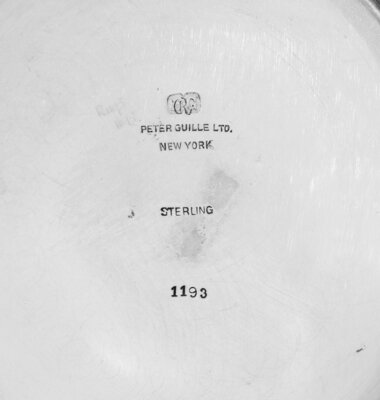 PETER GUILLE LTD.
NEW YORK
STERLING
1193